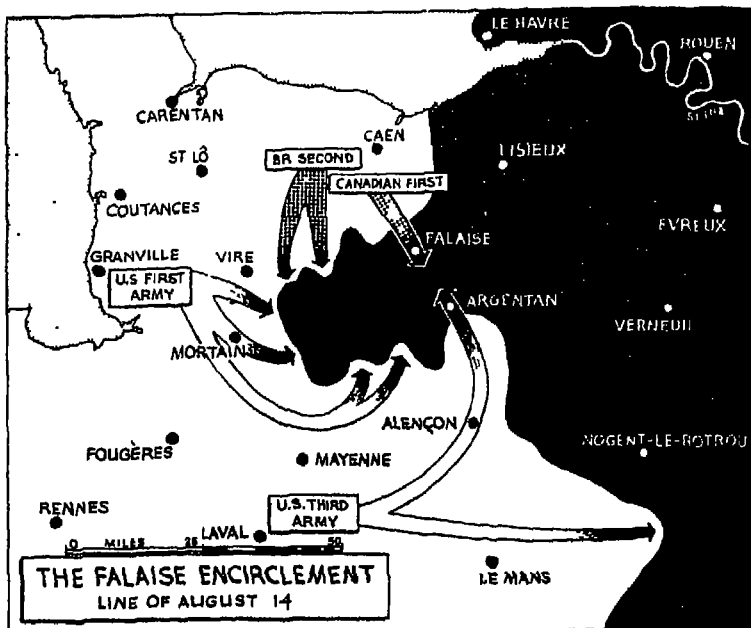 LE HAVRE
ROUEN
CARENTAN
CAEN
ST LÔ
BR SECOND
LISIEUX
CANADIAN FIRST
COUTANCES
EVREUX
FALAISE
GRANVILLE
VIRE
U.S FIRST
ARMY
ARGENTAN
VERNEUIL
MORTAIN
ALENÇON
FOUGÈRES
MAYENNE
NOGENT-LE-ROTROU
RENNES
U.S. THIRD
ARMY
LAVAL
0 MILES 25 50
LE MANS
THE FALAISE ENCIRCLEMENT
LINE OF AUGUST 14